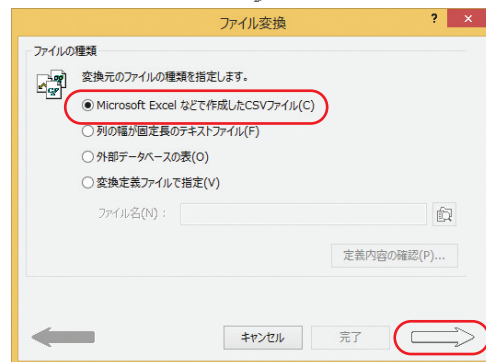 ファイル変換
? ×
ファイルの種類
変換元のファイルの種類を指定します。
Microsoft Excel などで作成したCSVファイル(C)
列の幅が固定長のテキストファイル(F)
外部データベースの表(O)
変換定義ファイルで指定(V)
ファイル名(N)：
定義内容の確認(P)...
キャンセル
完了